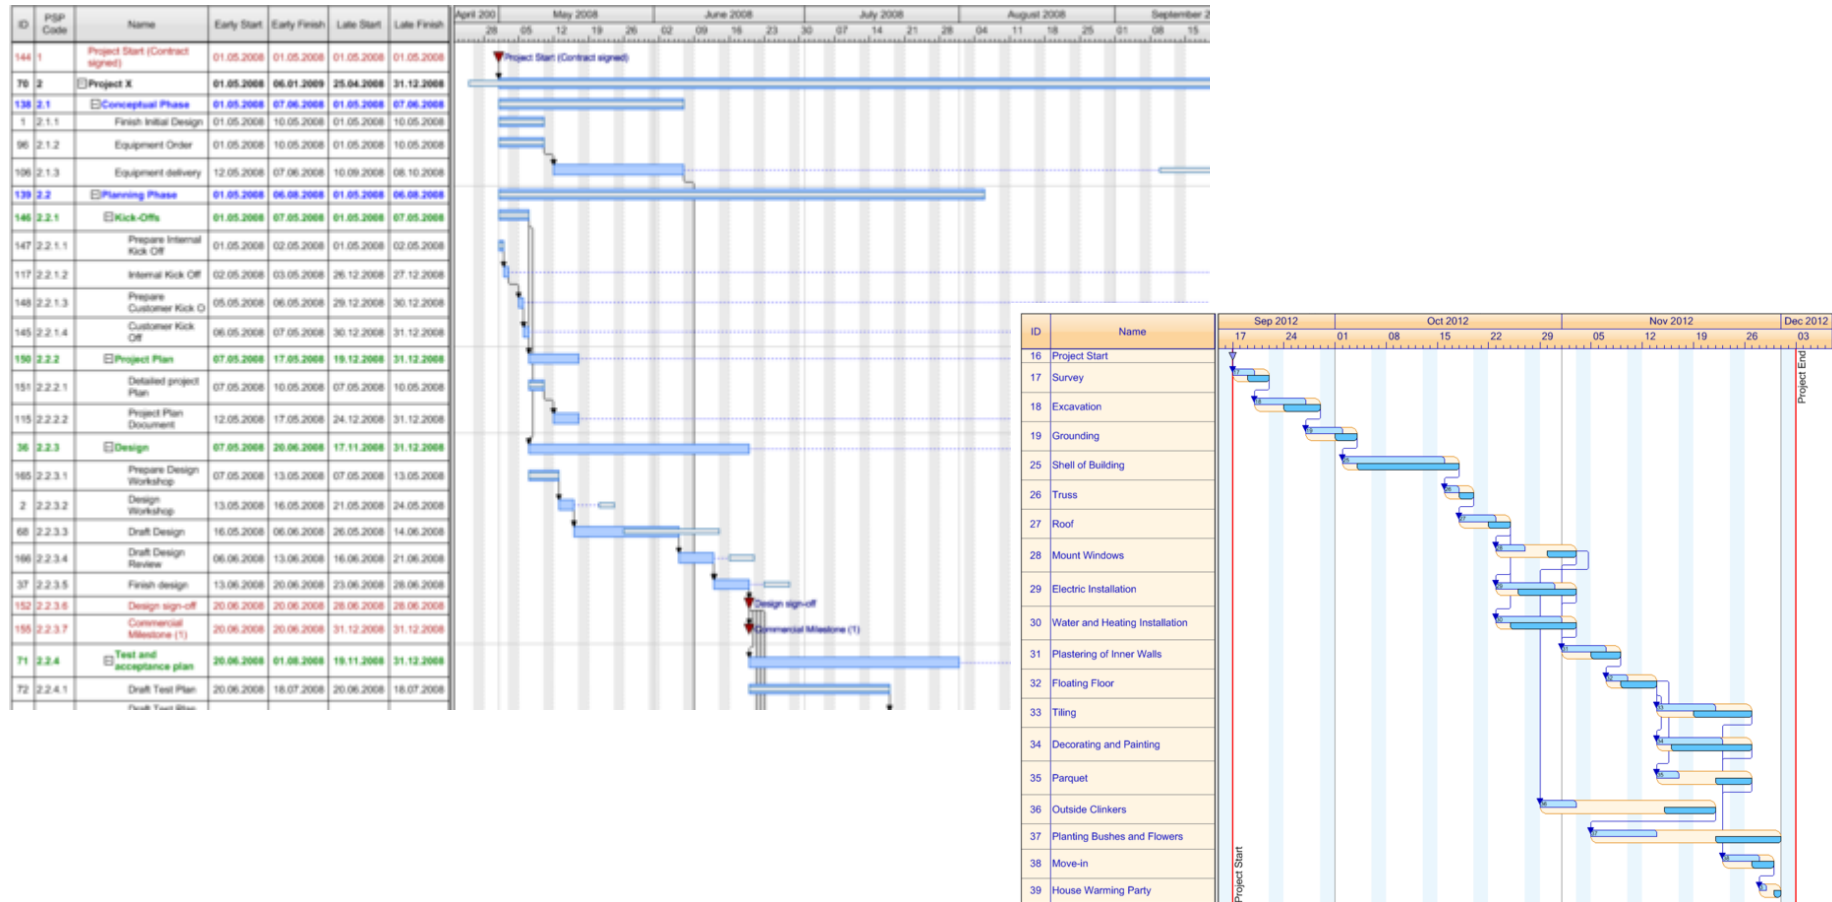 ID PSP Code Name Early Start Early Finish Late Start Late Finish
April 200 May 2008 June 2008 July 2008 August 2008 September 2
28 05 12 19 26 02 09 16 23 30 07 14 21 28 04 11 18 25 01 08 15
144 1 Project Start (Contract signed) 01.05.2008 01.05.2008 01.05.2008 01.05.2008 Project Start (Contract signed)
70 2 Project X 01.05.2008 06.01.2009 25.04.2008 31.12.2008
138 2.1 Conceptual Phase 01.05.2008 07.06.2008 01.05.2008 07.06.2008
1 2.1.1 Finish Initial Design 01.05.2008 10.05.2008 01.05.2008 10.05.2008
96 2.1.2 Equipment Order 01.05.2008 10.05.2008 01.05.2008 10.05.2008
106 2.1.3 Equipment delivery 12.05.2008 07.06.2008 10.09.2008 08.10.2008
139 2.2 Planning Phase 01.05.2008 06.08.2008 01.05.2008 06.08.2008
146 2.2.1 Kick-Offs 01.05.2008 07.05.2008 01.05.2008 07.05.2008
147 2.2.1.1 Prepare Internal Kick Off 01.05.2008 02.05.2008 01.05.2008 02.05.2008
117 2.2.1.2 Internal Kick Off 02.05.2008 03.05.2008 26.12.2008 27.12.2008
148 2.2.1.3 Prepare Customer Kick O 05.05.2008 06.05.2008 29.12.2008 30.12.2008
145 2.2.1.4 Customer Kick Off 06.05.2008 07.05.2008 30.12.2008 31.12.2008
150 2.2.2 Project Plan 07.05.2008 17.05.2008 19.12.2008 31.12.2008
151 2.2.2.1 Detailed project Plan 07.05.2008 10.05.2008 07.05.2008 10.05.2008
115 2.2.2.2 Project Plan Document 12.05.2008 17.05.2008 24.12.2008 31.12.2008
36 2.2.3 Design 07.05.2008 20.06.2008 17.11.2008 31.12.2008
165 2.2.3.1 Prepare Design Workshop 07.05.2008 13.05.2008 07.05.2008 13.05.2008
2 2.2.3.2 Design Workshop 13.05.2008 16.05.2008 21.05.2008 24.05.2008
68 2.2.3.3 Draft Design 16.05.2008 06.06.2008 26.05.2008 14.06.2008
166 2.2.3.4 Draft Design Review 06.06.2008 13.06.2008 16.06.2008 21.06.2008
37 2.2.3.5 Finish design 13.06.2008 20.06.2008 23.06.2008 28.06.2008
152 2.2.3.6 Design sign-off 20.06.2008 20.06.2008 28.06.2008 28.06.2008 Design sign-off
155 2.2.3.7 Commercial Milestone (1) 20.06.2008 20.06.2008 31.12.2008 31.12.2008 Commercial Milestone (1)
71 2.2.4 Test and acceptance plan 20.06.2008 01.08.2008 19.11.2008 31.12.2008
72 2.2.4.1 Draft Test Plan 20.06.2008 18.07.2008 20.06.2008 18.07.2008
Draft Test Plan
ID Name
Sep 2012 Oct 2012 Nov 2012 Dec 2012
17 24 01 08 15 22 29 05 12 19 26 03
16 Project Start
17 Survey
18 Excavation
19 Grounding
25 Shell of Building
26 Truss
27 Roof
28 Mount Windows
29 Electric Installation
30 Water and Heating Installation
31 Plastering of Inner Walls
32 Floating Floor
33 Tiling
34 Decorating and Painting
35 Parquet
36 Outside Clinkers
37 Planting Bushes and Flowers
38 Move-in
39 House Warming Party
Project Start
Project End